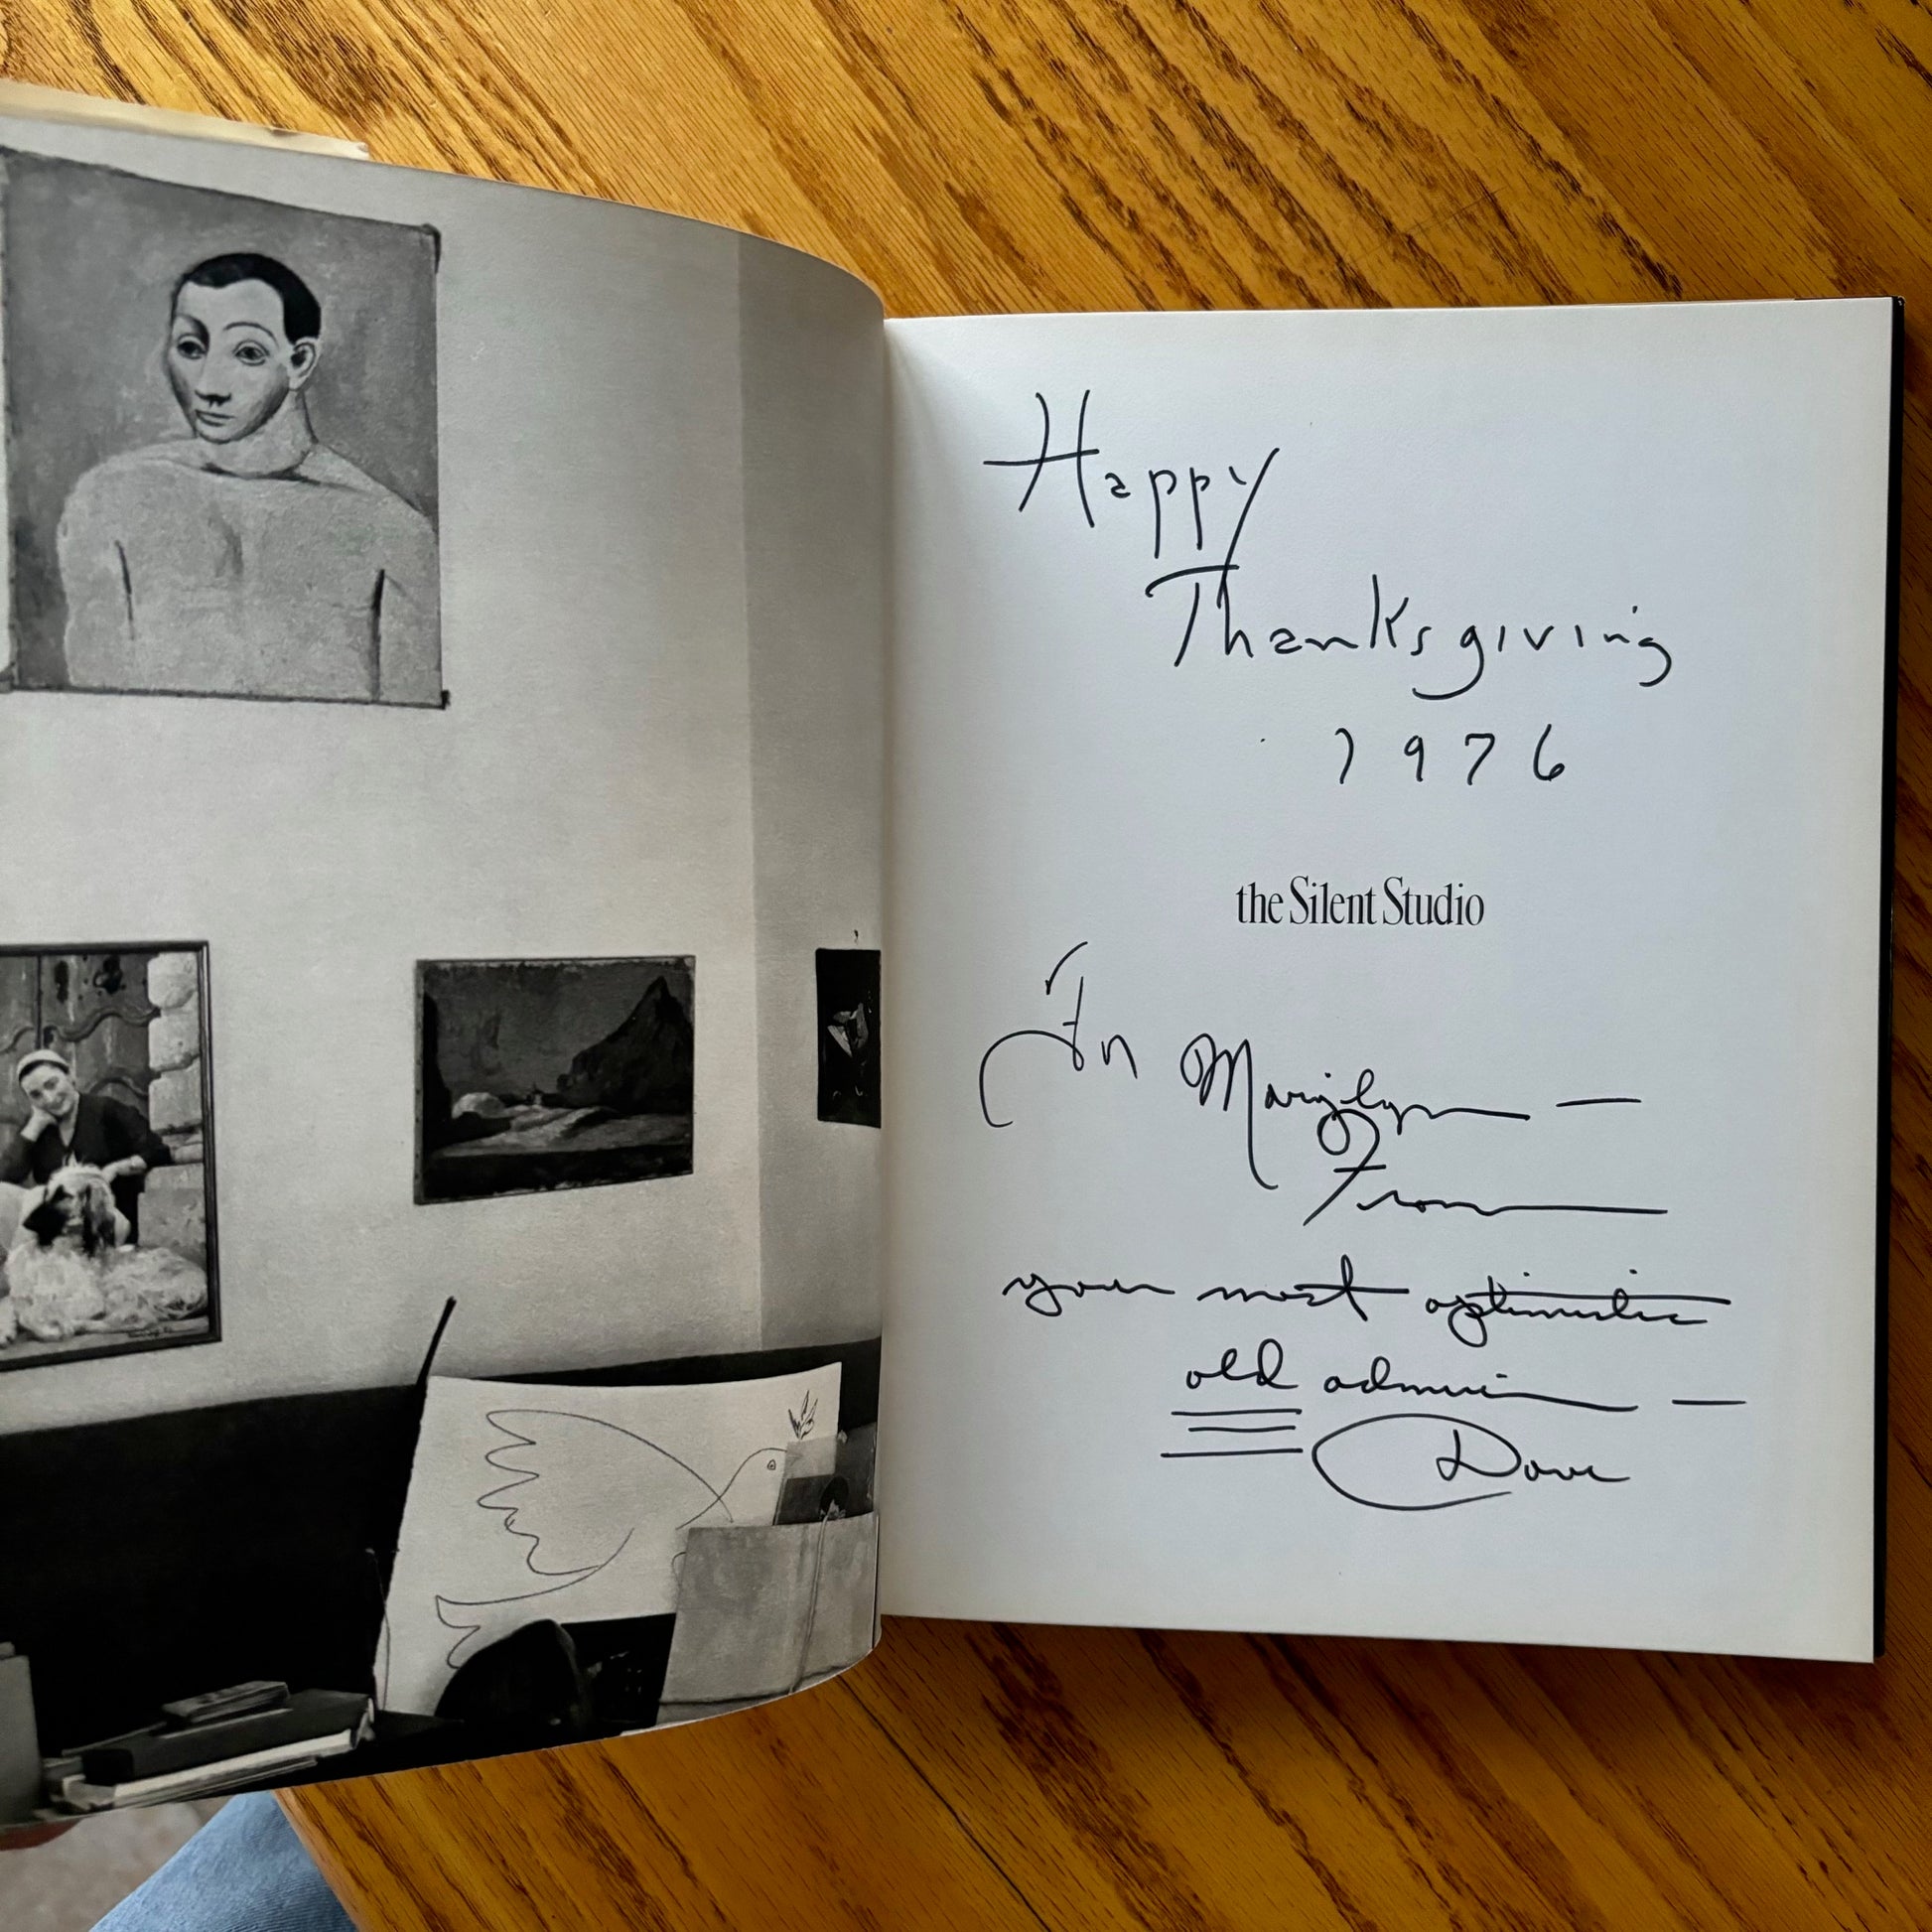 Happy
Thanksgiving
1976
the Silent Studio
For Marilyn —
From
your most optimistic
old admirer —
Dave